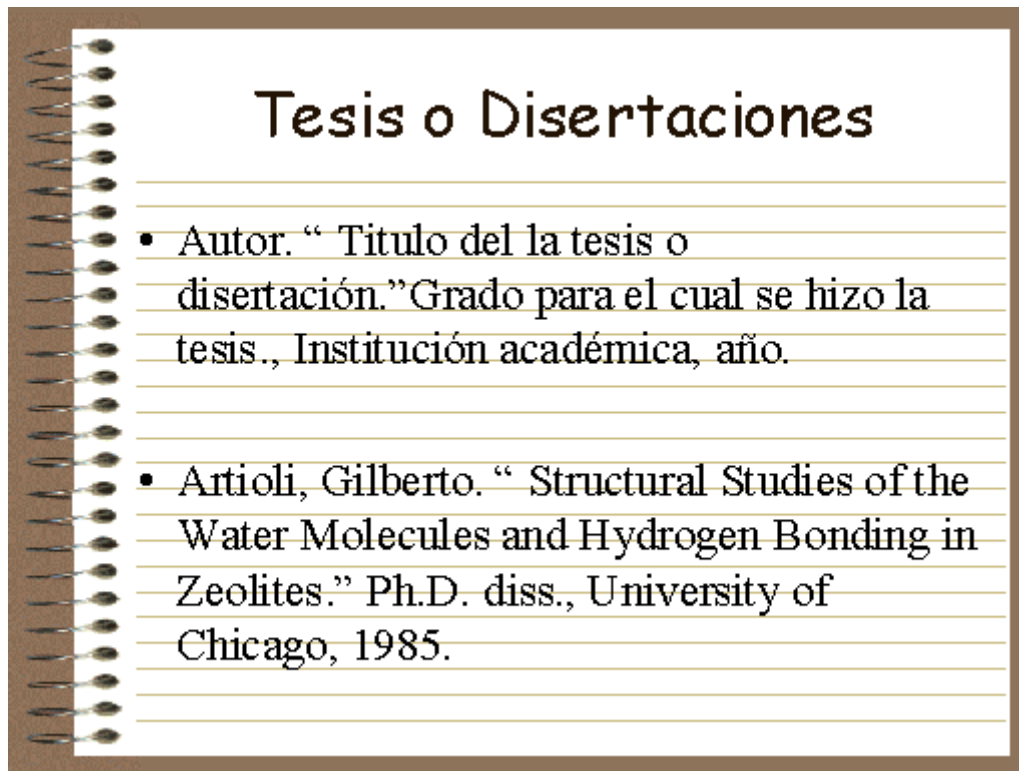 Tesis o Disertaciones
• Autor. “ Titulo del la tesis o
disertación.”Grado para el cual se hizo la
tesis., Institución académica, año.
• Artioli, Gilberto. “ Structural Studies of the
Water Molecules and Hydrogen Bonding in
Zeolites.” Ph.D. diss., University of
Chicago, 1985.